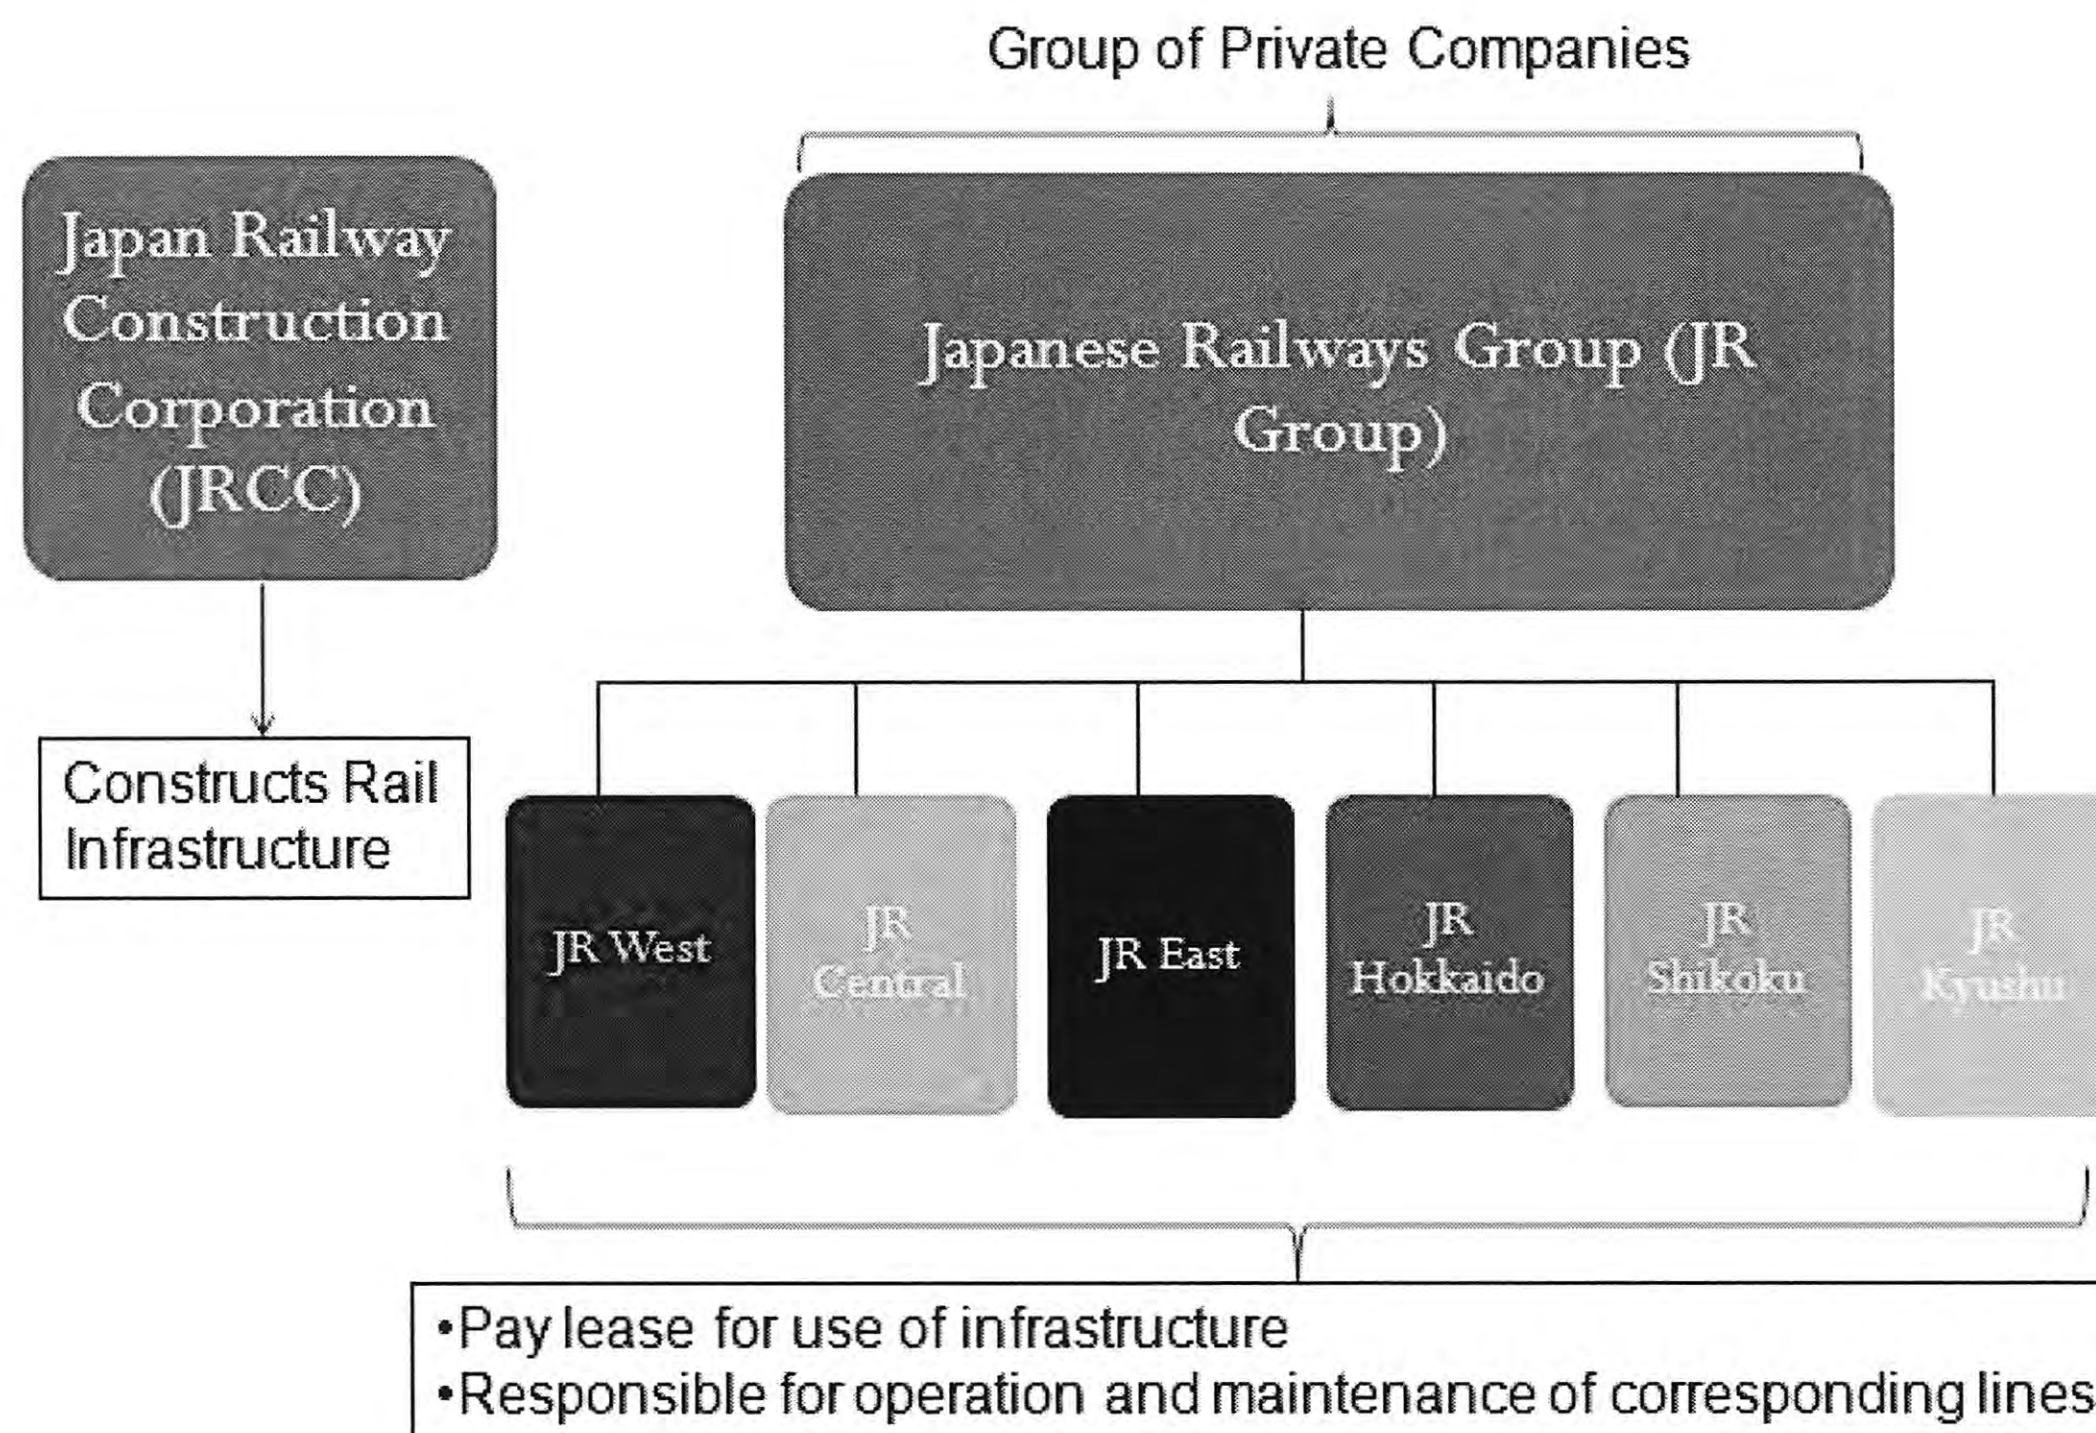 Group of Private Companies
Japan Railway
Construction
Corporation
(JRCC)
Japanese Railways Group (JR
Group)
Constructs Rail
Infrastructure
JR West
JR
Central
JR East
JR
Hokkaido
JR
Shikoku
JR
Kyushu
•Pay lease for use of infrastructure
•Responsible for operation and maintenance of corresponding lines